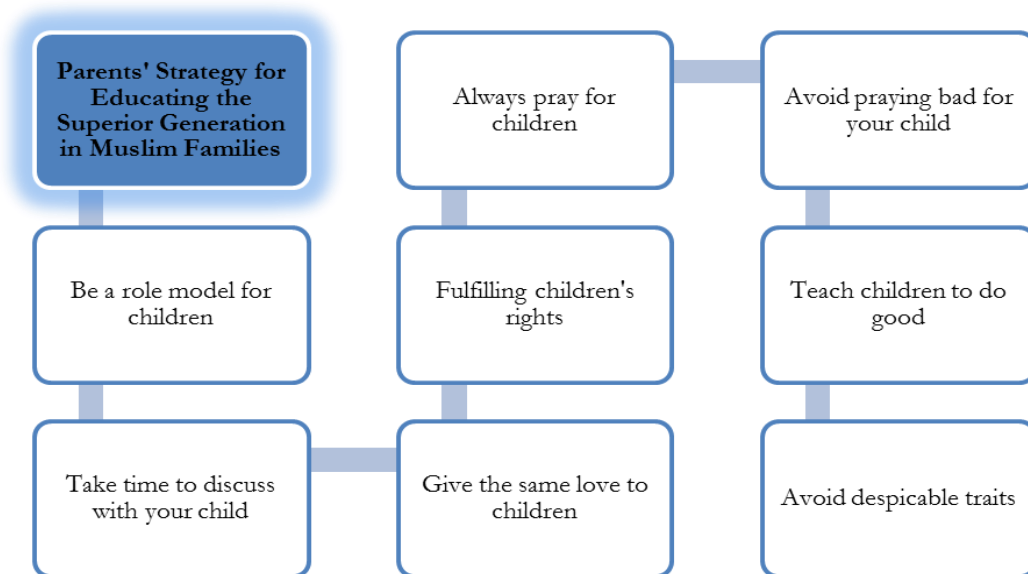 Parents' Strategy for
Educating the
Superior Generation
in Muslim Families
Be a role model for
children
Take time to discuss
with your child
Give the same love to
children
Fulfilling children's
rights
Always pray for
children
Avoid praying bad for
your child
Teach children to do
good
Avoid despicable traits